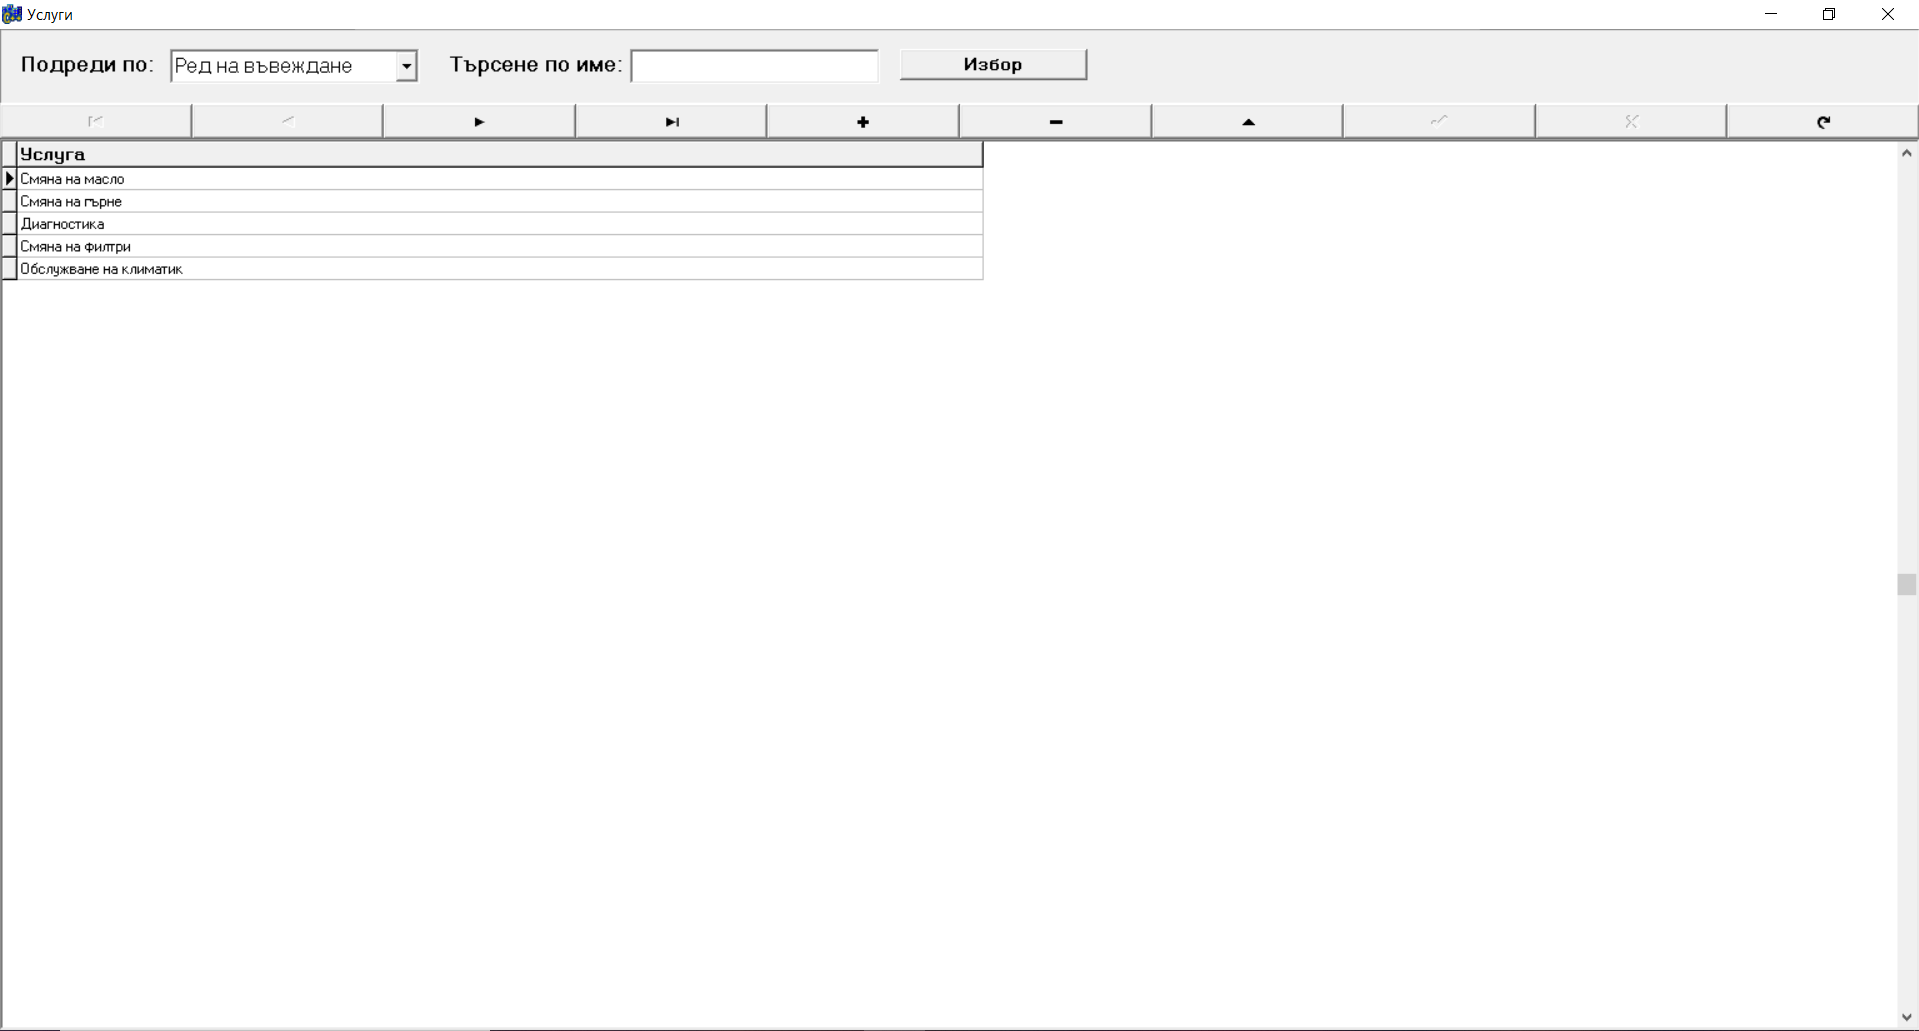 Услуги
Подреди по: Ред на въвеждане Търсене по име: Избор
Услуга
Смяна на масло
Смяна на гърне
Диагностика
Смяна на филтри
Обслужване на климатик